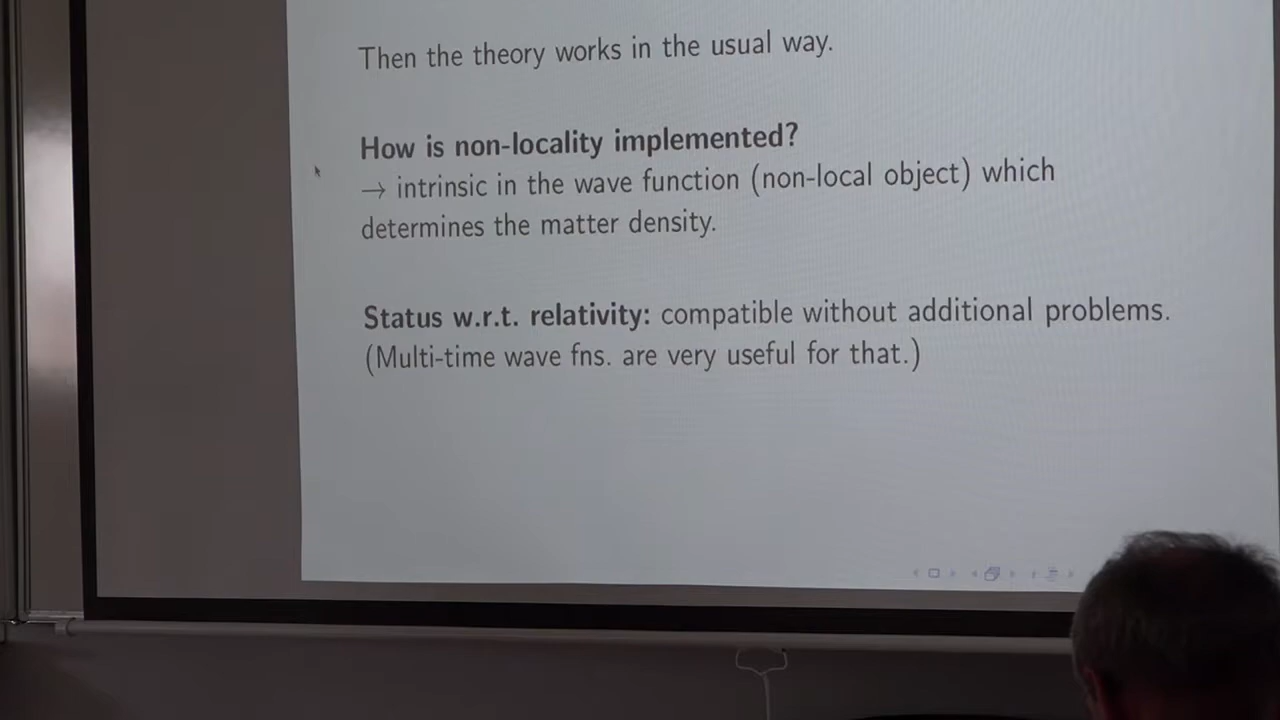 Then the theory works in the usual way.
How is non-locality implemented?
→ intrinsic in the wave function (non-local object) which
determines the matter density.
Status w.r.t. relativity: compatible without additional problems.
(Multi-time wave fns. are very useful for that.)